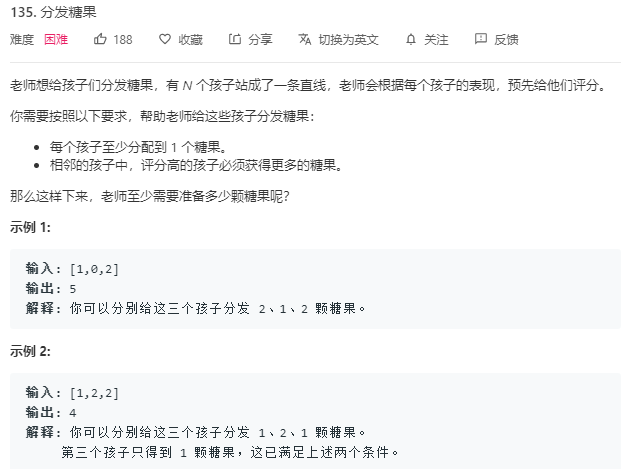 135. 分发糖果
难度 困难 188 收藏 分享 切换为英文 关注 反馈
老师想给孩子们分发糖果，有 N 个孩子站成了一条直线，老师会根据每个孩子的表现，预先给他们评分。
你需要按照以下要求，帮助老师给这些孩子分发糖果：
• 每个孩子至少分配到 1 个糖果。
• 相邻的孩子中，评分高的孩子必须获得更多的糖果。
那么这样下来，老师至少需要准备多少颗糖果呢？
示例 1:
输入: [1,0,2]
输出: 5
解释: 你可以分别给这三个孩子分发 2、1、2 颗糖果。
示例 2:
输入: [1,2,2]
输出: 4
解释: 你可以分别给这三个孩子分发 1、2、1 颗糖果。
第三个孩子只得到 1 颗糖果，这已满足上述两个条件。